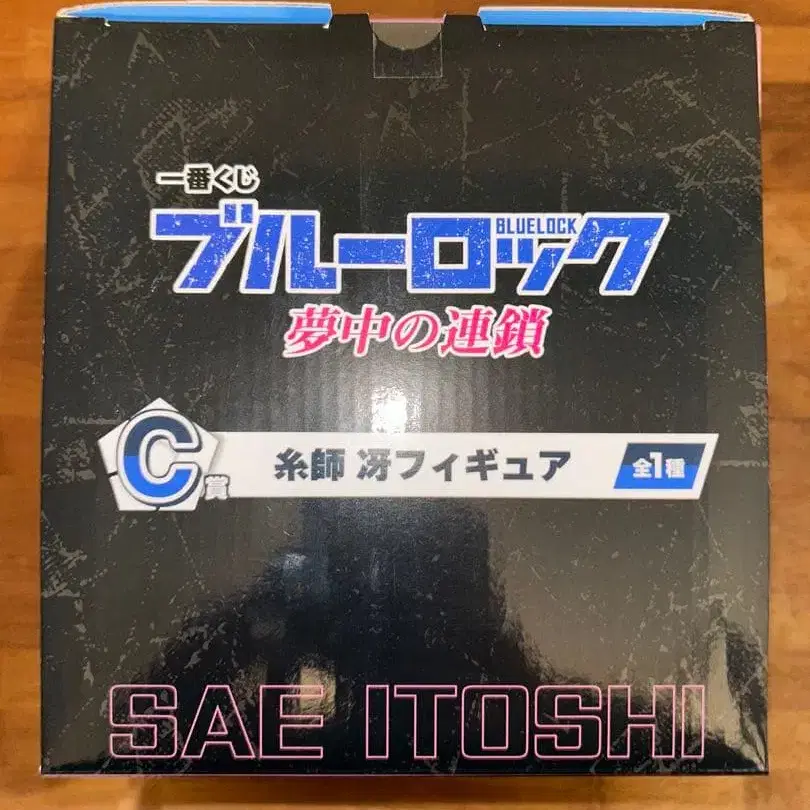 一番くじ
BLUELOCK
ブルーロック
夢中の連鎖
C賞
糸師 冴フィギュア
全1種
SAE ITOSHI